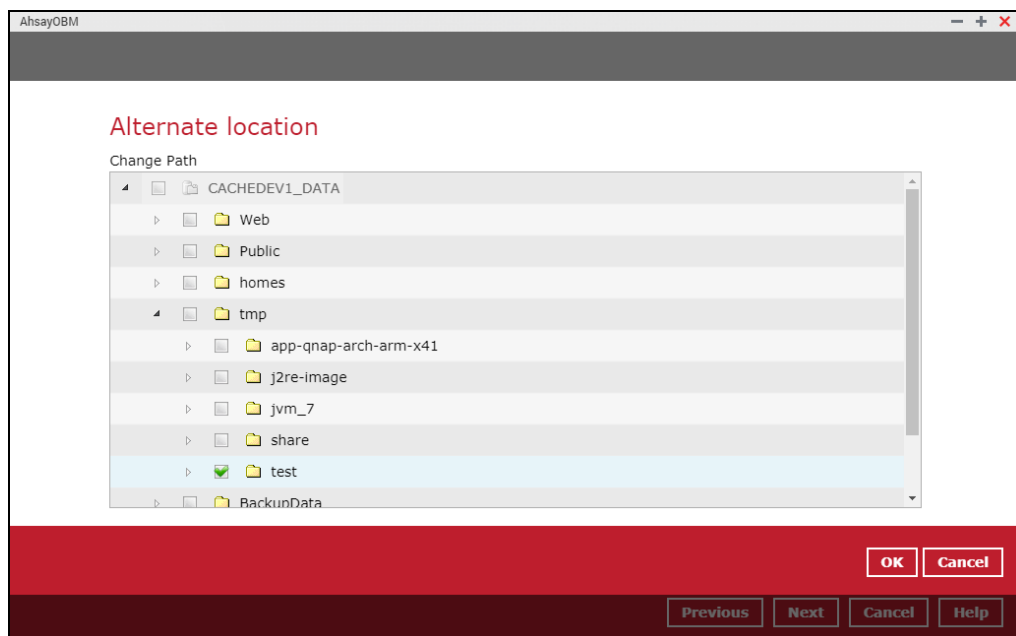 AhsayOBM
Alternate location
Change Path
CACHEDEV1_DATA
Web
Public
homes
tmp
app-qnap-arch-arm-x41
j2re-image
jvm_7
share
test
BackupData
OK Cancel
Previous Next Cancel Help